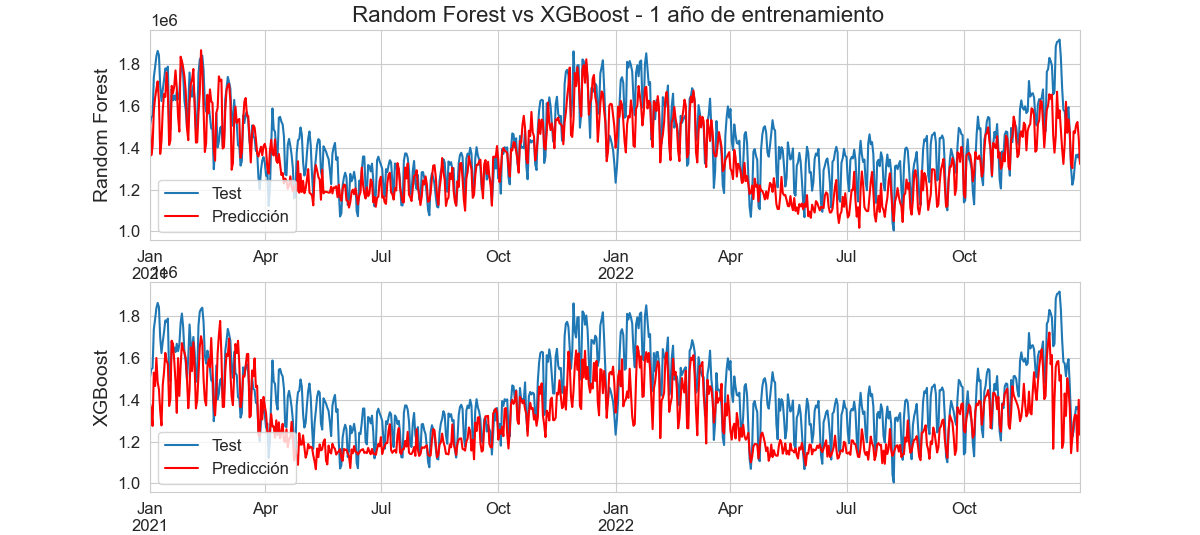 Random Forest vs XGBoost - 1 año de entrenamiento
1e6
Random Forest
1.8
1.6
1.4
1.2
1.0
Test
Predicción
Jan Apr Jul Oct Jan Apr Jul Oct
2021 2022
1e6
XGBoost
1.8
1.6
1.4
1.2
1.0
Test
Predicción
Jan Apr Jul Oct Jan Apr Jul Oct
2021 2022